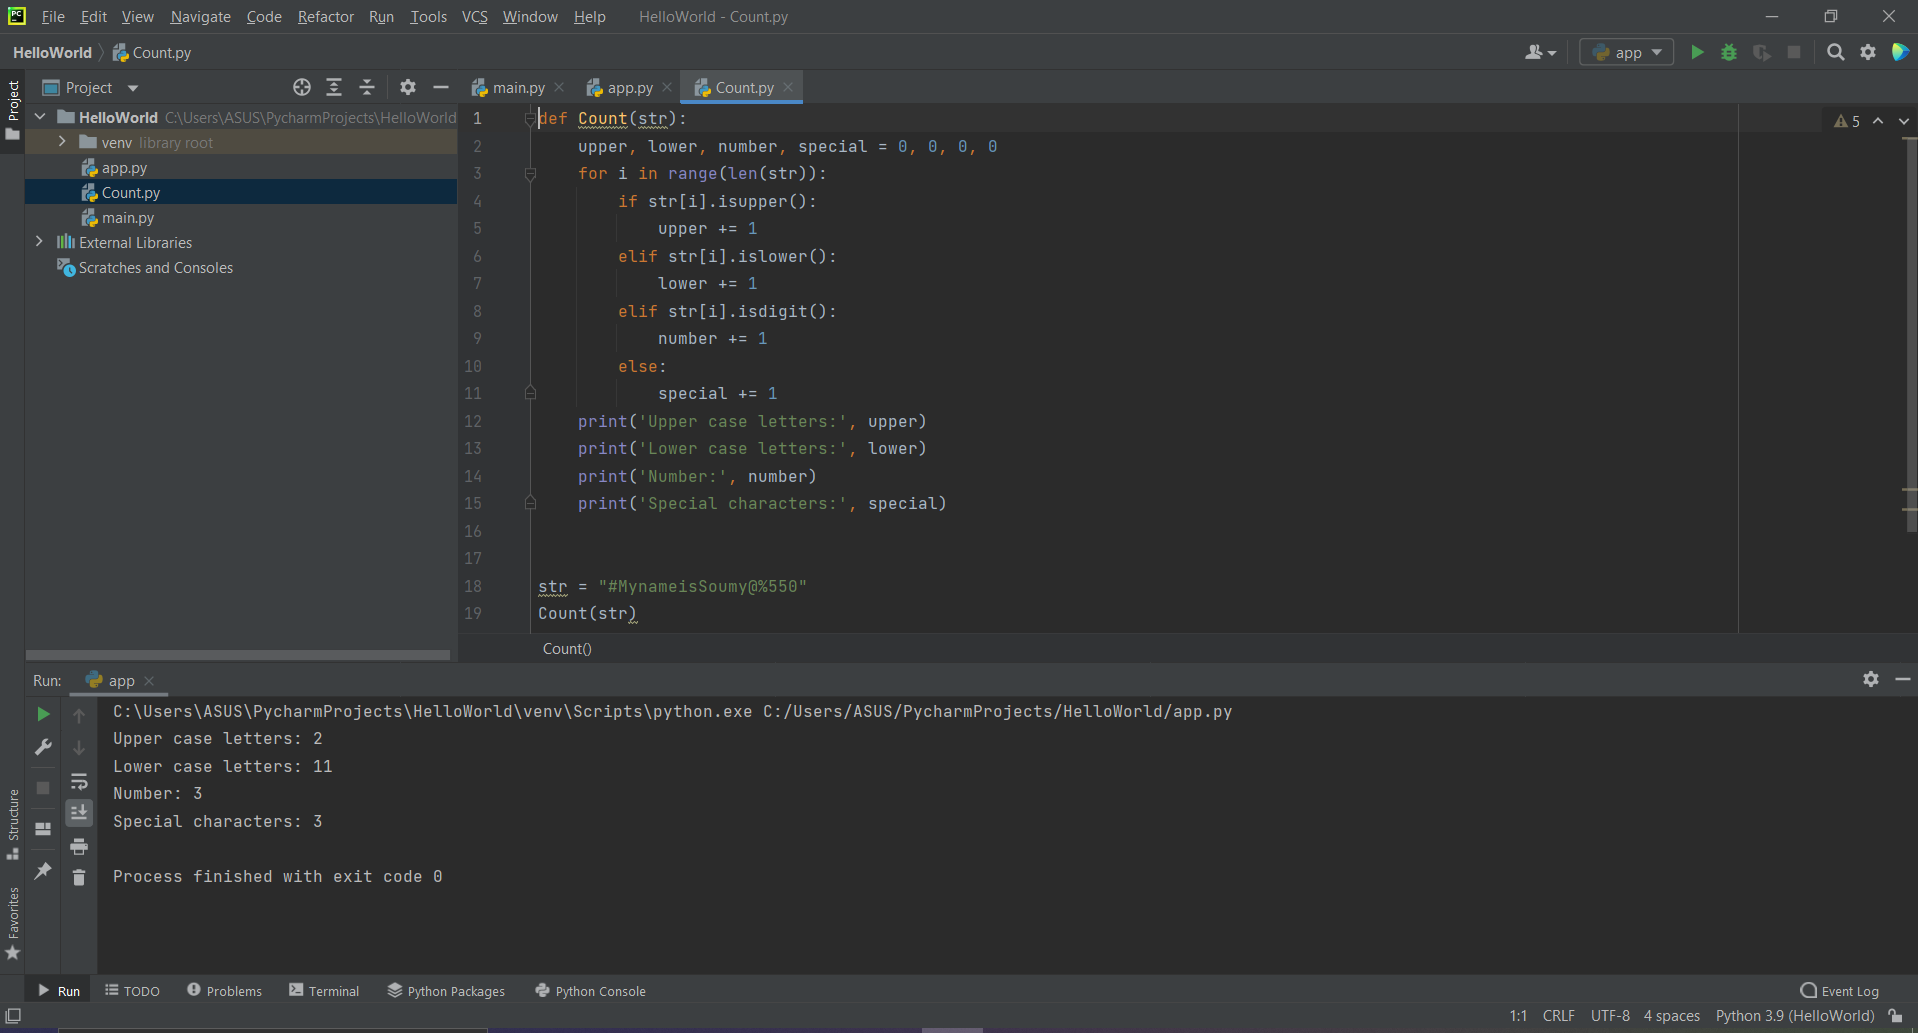 PC File Edit View Navigate Code Refactor Run Tools VCS Window Help HelloWorld - Count.py
HelloWorld Count.py app
Project
Project
HelloWorld C:\Users\ASUS\PycharmProjects\HelloWorld
venv library root
app.py
Count.py
main.py
External Libraries
Scratches and Consoles
main.py app.py Count.py
5
1 def Count(str):
2 upper, lower, number, special = 0, 0, 0, 0
3 for i in range(len(str)):
4 if str[i].isupper():
5 upper += 1
6 elif str[i].islower():
7 lower += 1
8 elif str[i].isdigit():
9 number += 1
10 else:
11 special += 1
12 print('Upper case letters:', upper)
13 print('Lower case letters:', lower)
14 print('Number:', number)
15 print('Special characters:', special)
16
17
18 str = "#MynameisSoumy@%550"
19 Count(str)
Count()
Run: app
C:\Users\ASUS\PycharmProjects\HelloWorld\venv\Scripts\python.exe C:/Users/ASUS/PycharmProjects/HelloWorld/app.py
Upper case letters: 2
Lower case letters: 11
Number: 3
Special characters: 3
Process finished with exit code 0
Structure
Favorites
Run TODO Problems Terminal Python Packages Python Console Event Log
1:1 CRLF UTF-8 4 spaces Python 3.9 (HelloWorld)